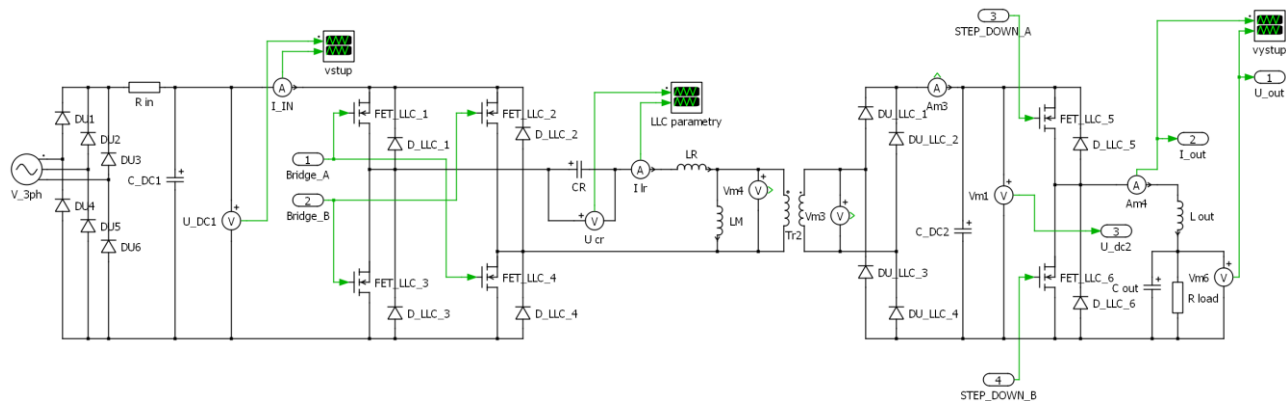 3
STEP_DOWN_A
vstup
vystup
1
U_out
R in
A
I_IN
A
Am3
FET_LLC_1
FET_LLC_2
LLC parametry
DU_LLC_1
FET_LLC_5
DU1
DU2
DU3
D_LLC_2
DU_LLC_2
2
I_out
D_LLC_1
D_LLC_5
1
Bridge_A
CR
A
I lr
LR
V_3ph
C_DC1
Vm4
V
A
Am4
Vm1
V
2
Bridge_B
V
U cr
LM
Tr2
Vm3
V
L out
DU4
DU5
DU6
U_DC1
V
C_DC2
3
U_dc2
FET_LLC_3
FET_LLC_4
DU_LLC_3
FET_LLC_6
C out
R load
Vm6
V
D_LLC_3
D_LLC_4
DU_LLC_4
D_LLC_6
4
STEP_DOWN_B